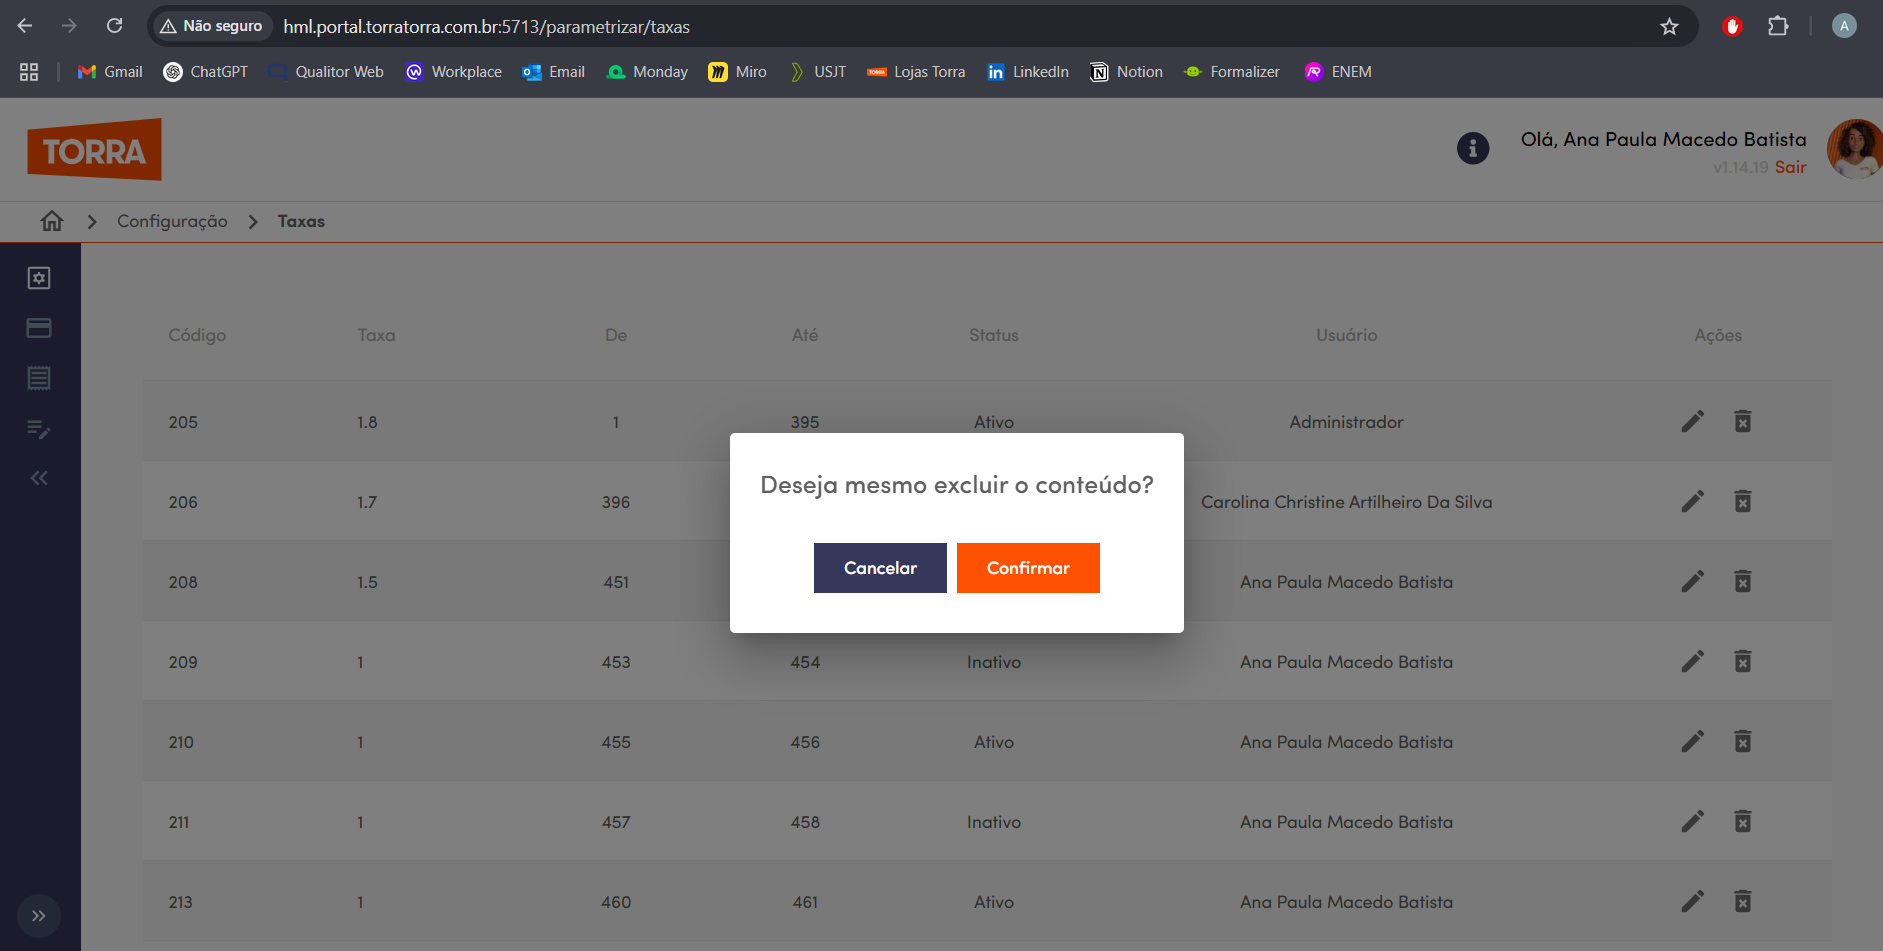 Não seguro
hml.portal.torratorra.com.br:5713/parametrizar/taxas
A
Gmail
ChatGPT
Qualitor Web
Workplace
Email
Monday
Miro
USJT
Lojas Torra
LinkedIn
Notion
Formalizer
ENEM
TORRA
Olá, Ana Paula Macedo Batista
v1.14.19 Sair
Configuração
Taxas
Código Taxa De Até Status Usuário Ações
205 1.8 1 395 Ativo Administrador
206 1.7 396 Carolina Christine Artilheiro Da Silva
208 1.5 451 Ana Paula Macedo Batista
209 1 453 454 Inativo Ana Paula Macedo Batista
210 1 455 456 Ativo Ana Paula Macedo Batista
211 1 457 458 Inativo Ana Paula Macedo Batista
213 1 460 461 Ativo Ana Paula Macedo Batista
Deseja mesmo excluir o conteúdo?
Cancelar
Confirmar